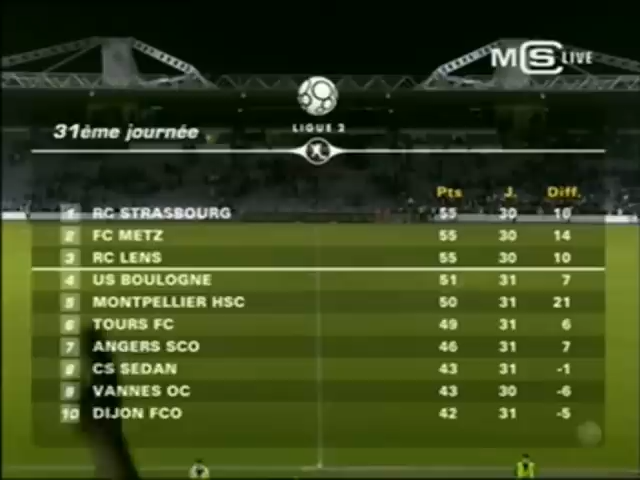 MCS LIVE
LIGUE 2
31ème journée
Pts J. Diff.
1 RC STRASBOURG 55 30 16
2 FC METZ 55 30 14
3 RC LENS 55 30 10
4 US BOULOGNE 51 31 7
5 MONTPELLIER HSC 50 31 21
6 TOURS FC 49 31 6
7 ANGERS SCO 46 31 7
8 CS SEDAN 43 31 -1
9 VANNES OC 43 30 -6
10 DIJON FCO 42 31 -5